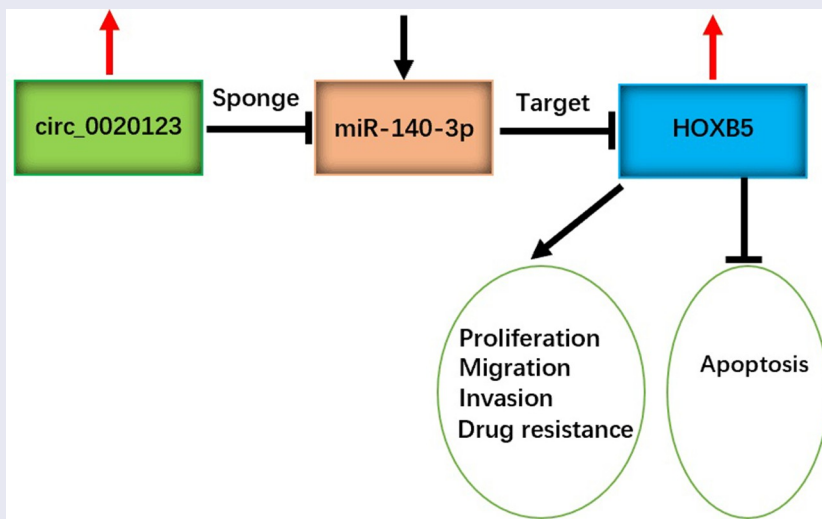 Sponge
Target
circ_0020123
miR-140-3p
HOXB5
Proliferation
Migration
Invasion
Drug resistance
Apoptosis